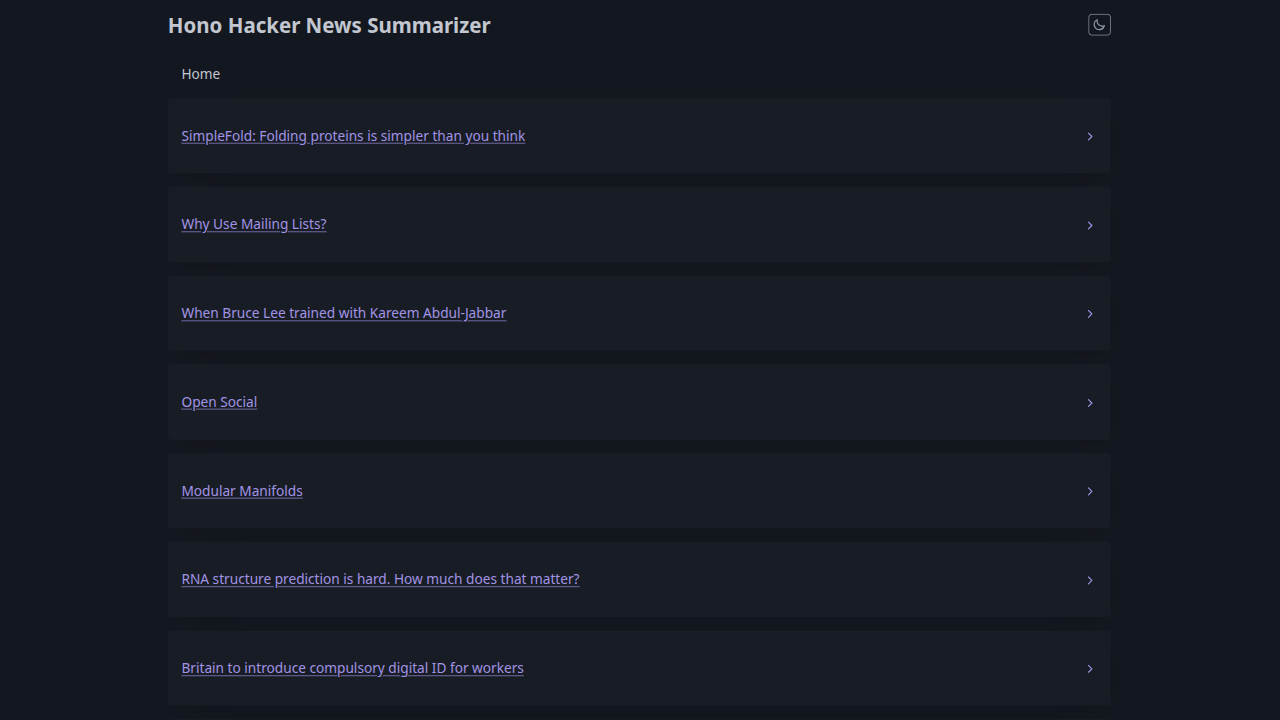 Hono Hacker News Summarizer
Home
SimpleFold: Folding proteins is simpler than you think
Why Use Mailing Lists?
When Bruce Lee trained with Kareem Abdul-Jabbar
Open Social
Modular Manifolds
RNA structure prediction is hard. How much does that matter?
Britain to introduce compulsory digital ID for workers